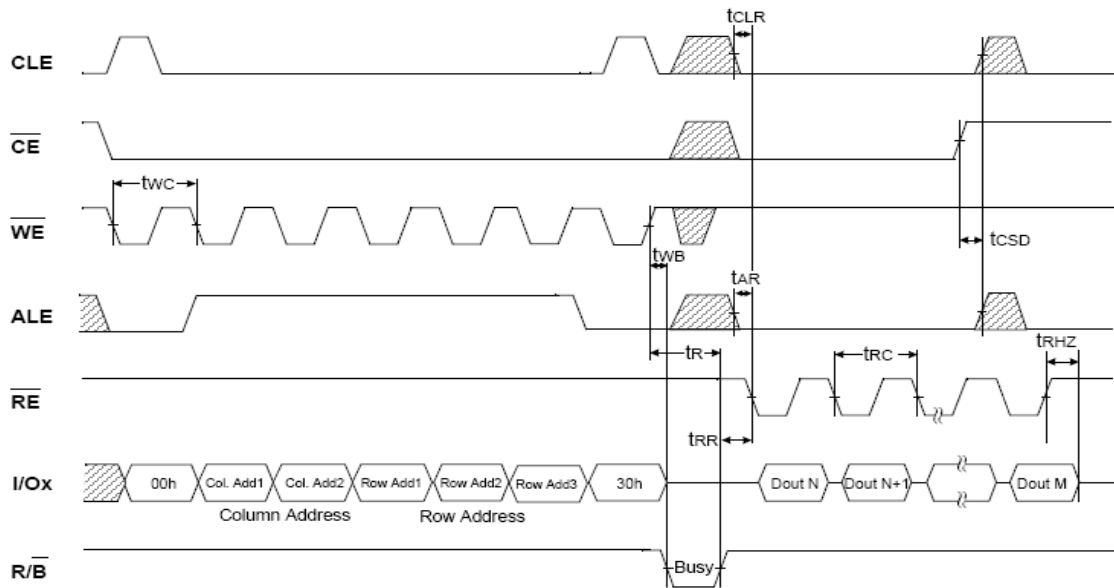 tCLR
CLE
CE
tWC
WE
tWB
tCSD
tAR
ALE
tR
tRC
tRHZ
RE
tRR
I/Ox
00h Col. Add1 Col. Add2 Row Add1 Row Add2 Row Add3 30h Dout N Dout N+1 Dout M
Column Address Row Address
R/B
Busy